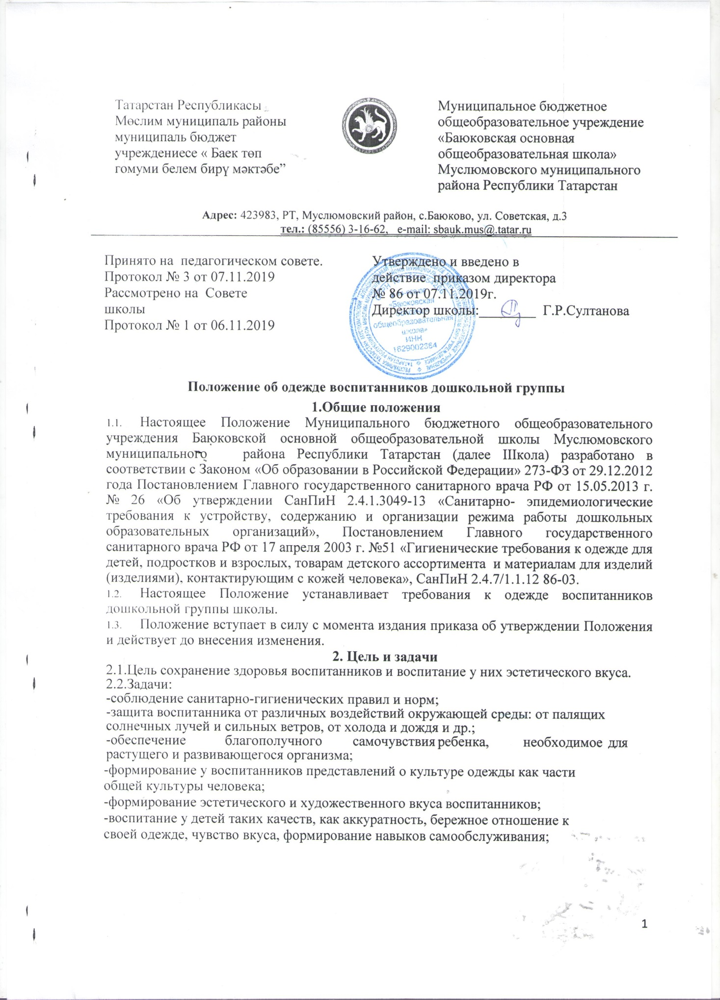 Татарстан Республикасы
Мөслим муниципаль районы
муниципаль бюджет
учреждениесе « Баек төп
гомуми белем бирү мәктәбе”
ТАТАРСТАН
Муниципальное бюджетное
общеобразовательное учреждение
«Баюковская основная
общеобразовательная школа»
Муслюмовского муниципального
района Республики Татарстан
Адрес: 423983, РТ, Муслюмовский район, с.Баюково, ул. Советская, д.3
тел.: (85556) 3-16-62, e-mail: sbauk.mus@.tatar.ru
Принято на педагогическом совете.
Протокол № 3 от 07.11.2019
Рассмотрено на Совете
школы
Протокол № 1 от 06.11.2019
Утверждено и введено в
действие приказом директора
№ 86 от 07.11.2019г.
Директор школы:________ Г.Р.Султанова
«Баюковская
общеобразовательная
школа»
ИНН
1629002364
Положение об одежде воспитанников дошкольной группы
1.Общие положения
1.1. Настоящее Положение Муниципального бюджетного общеобразовательного
учреждения Баюковской основной общеобразовательной школы Муслюмовского
муниципального района Республики Татарстан (далее Школа) разработано в
соответствии с Законом «Об образовании в Российской Федерации» 273-ФЗ от 29.12.2012
года Постановлением Главного государственного санитарного врача РФ от 15.05.2013 г.
№ 26 «Об утверждении СанПиН 2.4.1.3049-13 «Санитарно- эпидемиологические
требования к устройству, содержанию и организации режима работы дошкольных
образовательных организаций», Постановлением Главного государственного
санитарного врача РФ от 17 апреля 2003 г. №51 «Гигиенические требования к одежде для
детей, подростков и взрослых, товарам детского ассортимента и материалам для изделий
(изделиями), контактирующим с кожей человека», СанПиН 2.4.7/1.1.12 86-03.
1.2. Настоящее Положение устанавливает требования к одежде воспитанников
дошкольной группы школы.
1.3. Положение вступает в силу с момента издания приказа об утверждении Положения
и действует до внесения изменения.
2. Цель и задачи
2.1.Цель сохранение здоровья воспитанников и воспитание у них эстетического вкуса.
2.2.Задачи:
-соблюдение санитарно-гигиенических правил и норм;
-защита воспитанника от различных воздействий окружающей среды: от палящих
солнечных лучей и сильных ветров, от холода и дождя и др.;
-обеспечение благополучного самочувствия ребенка, необходимое для
растущего и развивающегося организма;
-формирование у воспитанников представлений о культуре одежды как части
общей культуры человека;
-формирование эстетического и художественного вкуса воспитанников;
-воспитание у детей таких качеств, как аккуратность, бережное отношение к
своей одежде, чувство вкуса, формирование навыков самообслуживания;
1